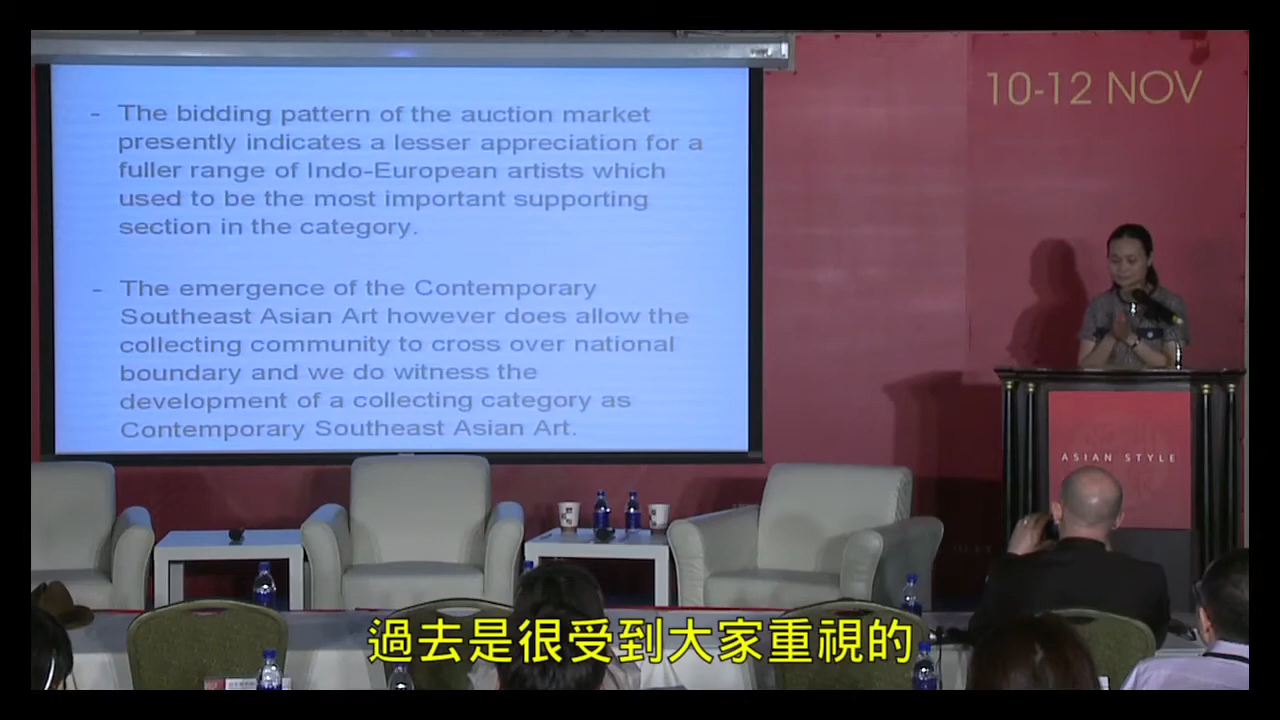 - The bidding pattern of the auction market
presently indicates a lesser appreciation for a
fuller range of Indo-European artists which
used to be the most important supporting
section in the category.
- The emergence of the Contemporary
Southeast Asian Art however does allow the
collecting community to cross over national
boundary and we do witness the
development of a collecting category as
Contemporary Southeast Asian Art.
10-12 NOV
ASIAN STYLE
過去是很受到大家重視的